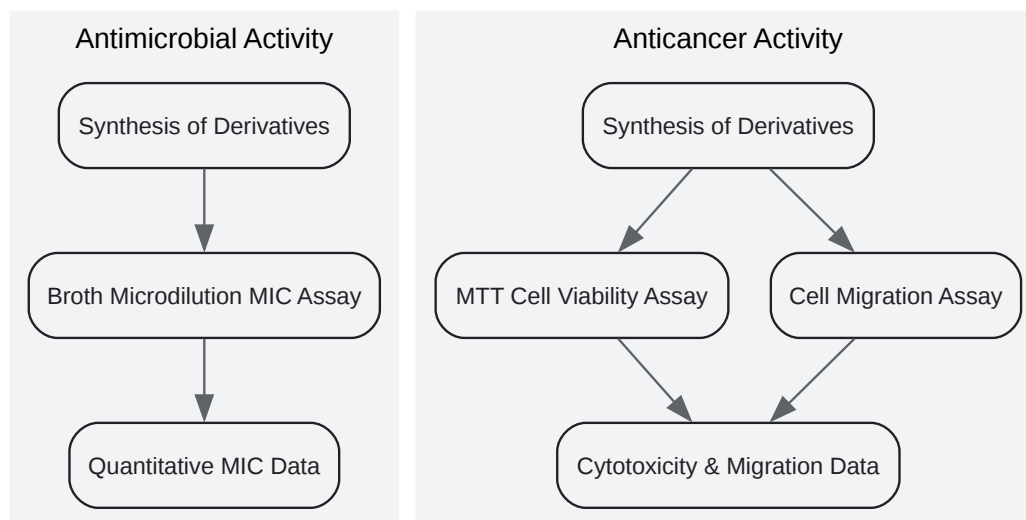 Antimicrobial Activity
Synthesis of Derivatives
Broth Microdilution MIC Assay
Quantitative MIC Data
Anticancer Activity
Synthesis of Derivatives
MTT Cell Viability Assay
Cell Migration Assay
Cytotoxicity & Migration Data